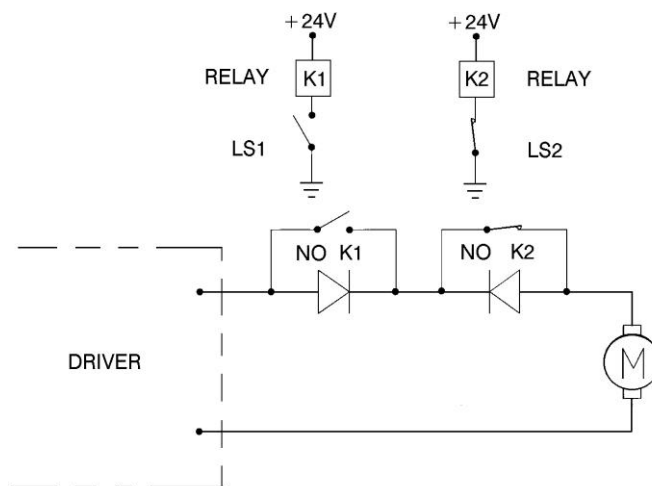 +24V +24V
RELAY K1 K2 RELAY
LS1 LS2
NO K1 NO K2
DRIVER M